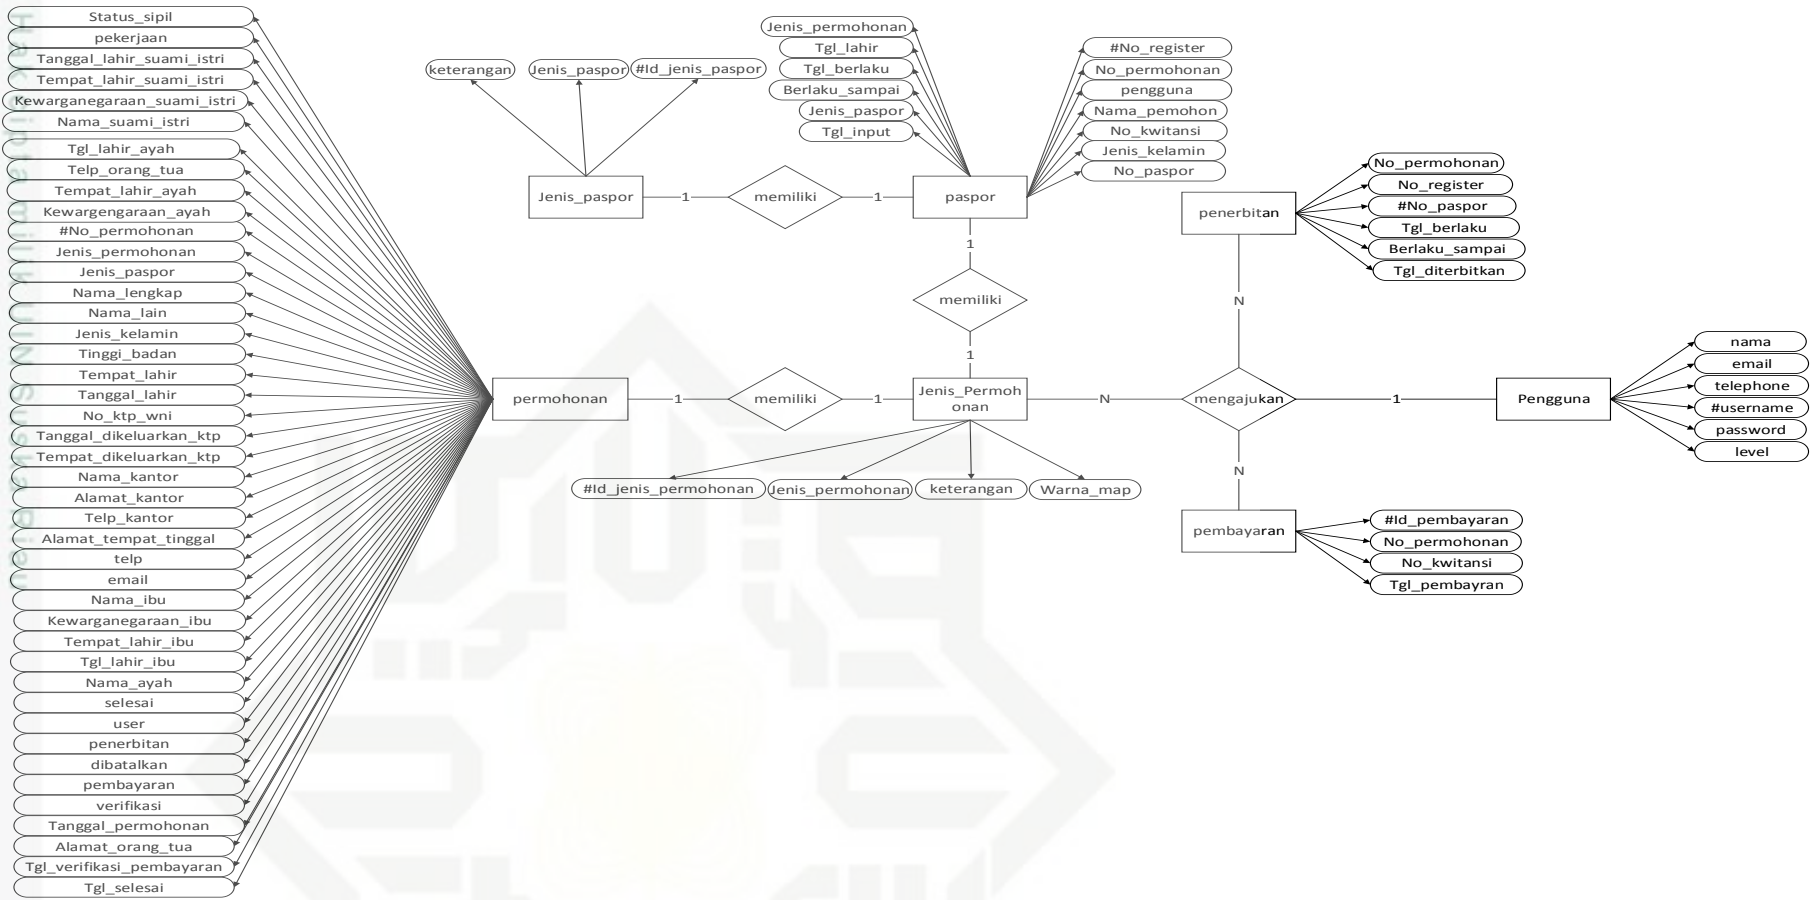 Status_sipil
pekerjaan
Tanggal_lahir_suami_istri
Tempat_lahir_suami_istri
Kewarganegaraan_suami_istri
Nama_suami_istri
Tgl_lahir_ayah
Telp_orang_tua
Tempat_lahir_ayah
Kewargengaraan_ayah
#No_permohonan
Jenis_permohonan
Jenis_paspor
Nama_lengkap
Nama_lain
Jenis_kelamin
Tinggi_badan
Tempat_lahir
Tanggal_lahir
No_ktp_wni
Tanggal_dikeluarkan_ktp
Tempat_dikeluarkan_ktp
Nama_kantor
Alamat_kantor
Telp_kantor
Alamat_tempat_tinggal
telp
email
Nama_ibu
Kewarganegaraan_ibu
Tempat_lahir_ibu
Tgl_lahir_ibu
Nama_ayah
selesai
user
penerbitan
dibatalkan
pembayaran
verifikasi
Tanggal_permohonan
Alamat_orang_tua
Tgl_verifikasi_pembayaran
Tgl_selesai
permohonan
1
memiliki
1
Jenis_Permoh
onan
#Id_jenis_permohonan
Jenis_permohonan
keterangan
Warna_map
keterangan
Jenis_paspor
#Id_jenis_paspor
Jenis_paspor
1
memiliki
1
paspor
Jenis_permohonan
Tgl_lahir
Tgl_berlaku
Berlaku_sampai
Jenis_paspor
Tgl_input
#No_register
No_permohonan
pengguna
Nama_pemohon
No_kwitansi
Jenis_kelamin
No_paspor
1
memiliki
1
N
mengajukan
1
Pengguna
nama
email
telephone
#username
password
level
N
penerbitan
No_permohonan
No_register
#No_paspor
Tgl_berlaku
Berlaku_sampai
Tgl_diterbitkan
N
pembayaran
#Id_pembayaran
No_permohonan
No_kwitansi
Tgl_pembayran